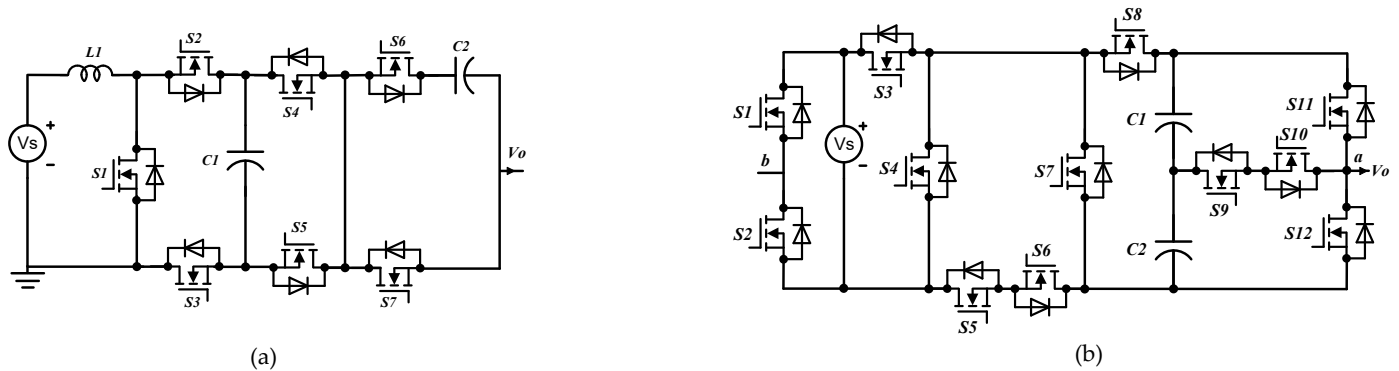 L1
S2
S4
S6
C2
Vs
+
−
S1
C1
Vo
S3
S5
S7
(a)
S1
b
S2
Vs
+
−
S3
S4
S5
S6
S7
S8
C1
C2
S9
S10
S11
a
Vo
S12
(b)